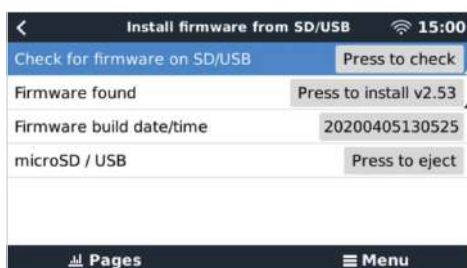 Install firmware from SD/USB 15:00
Check for firmware on SD/USB Press to check
Firmware found Press to install v2.53
Firmware build date/time 20200405130525
microSD / USB Press to eject
Pages Menu